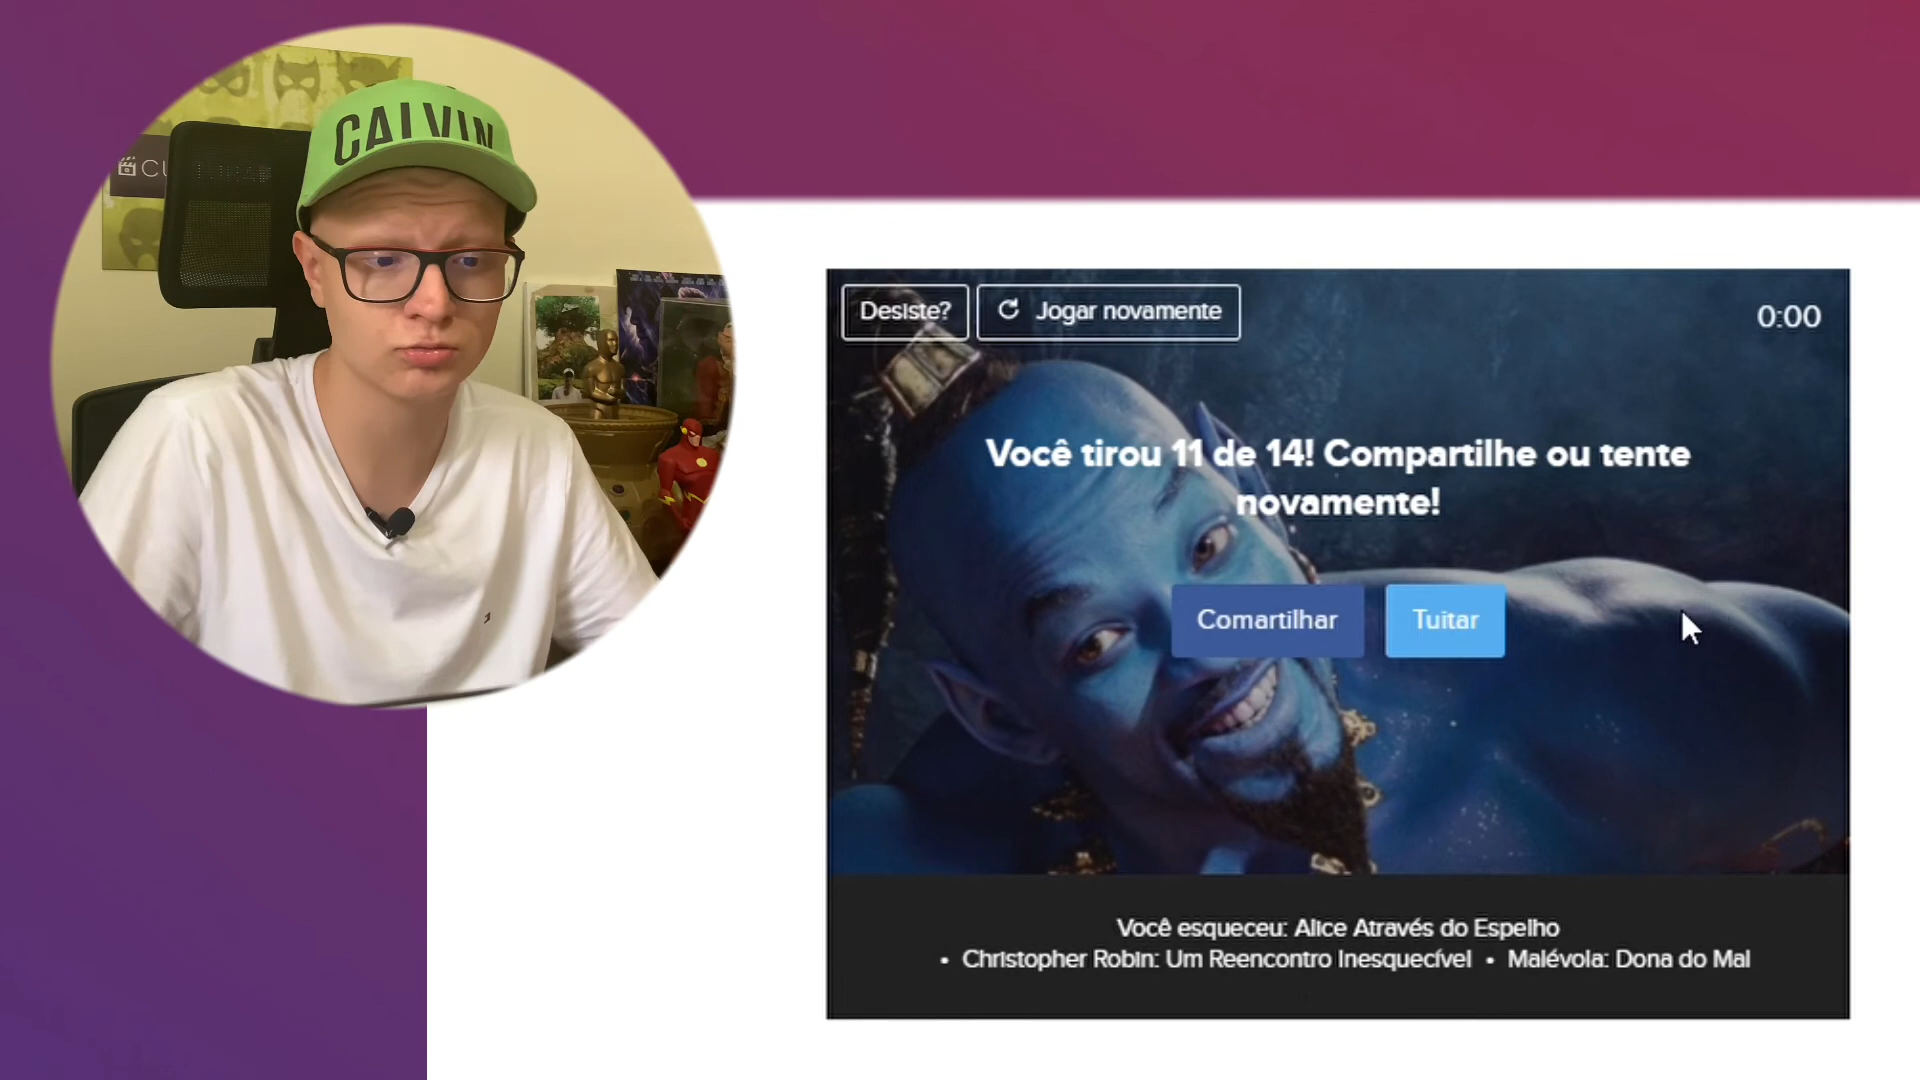 CALVIN
Desiste?
Jogar novamente
0:00
Você tirou 11 de 14! Compartilhe ou tente
novamente!
Comartilhar
Tuitar
Você esqueceu: Alice Através do Espelho
• Christopher Robin: Um Reencontro Inesquecível • Malévola: Dona do Mal